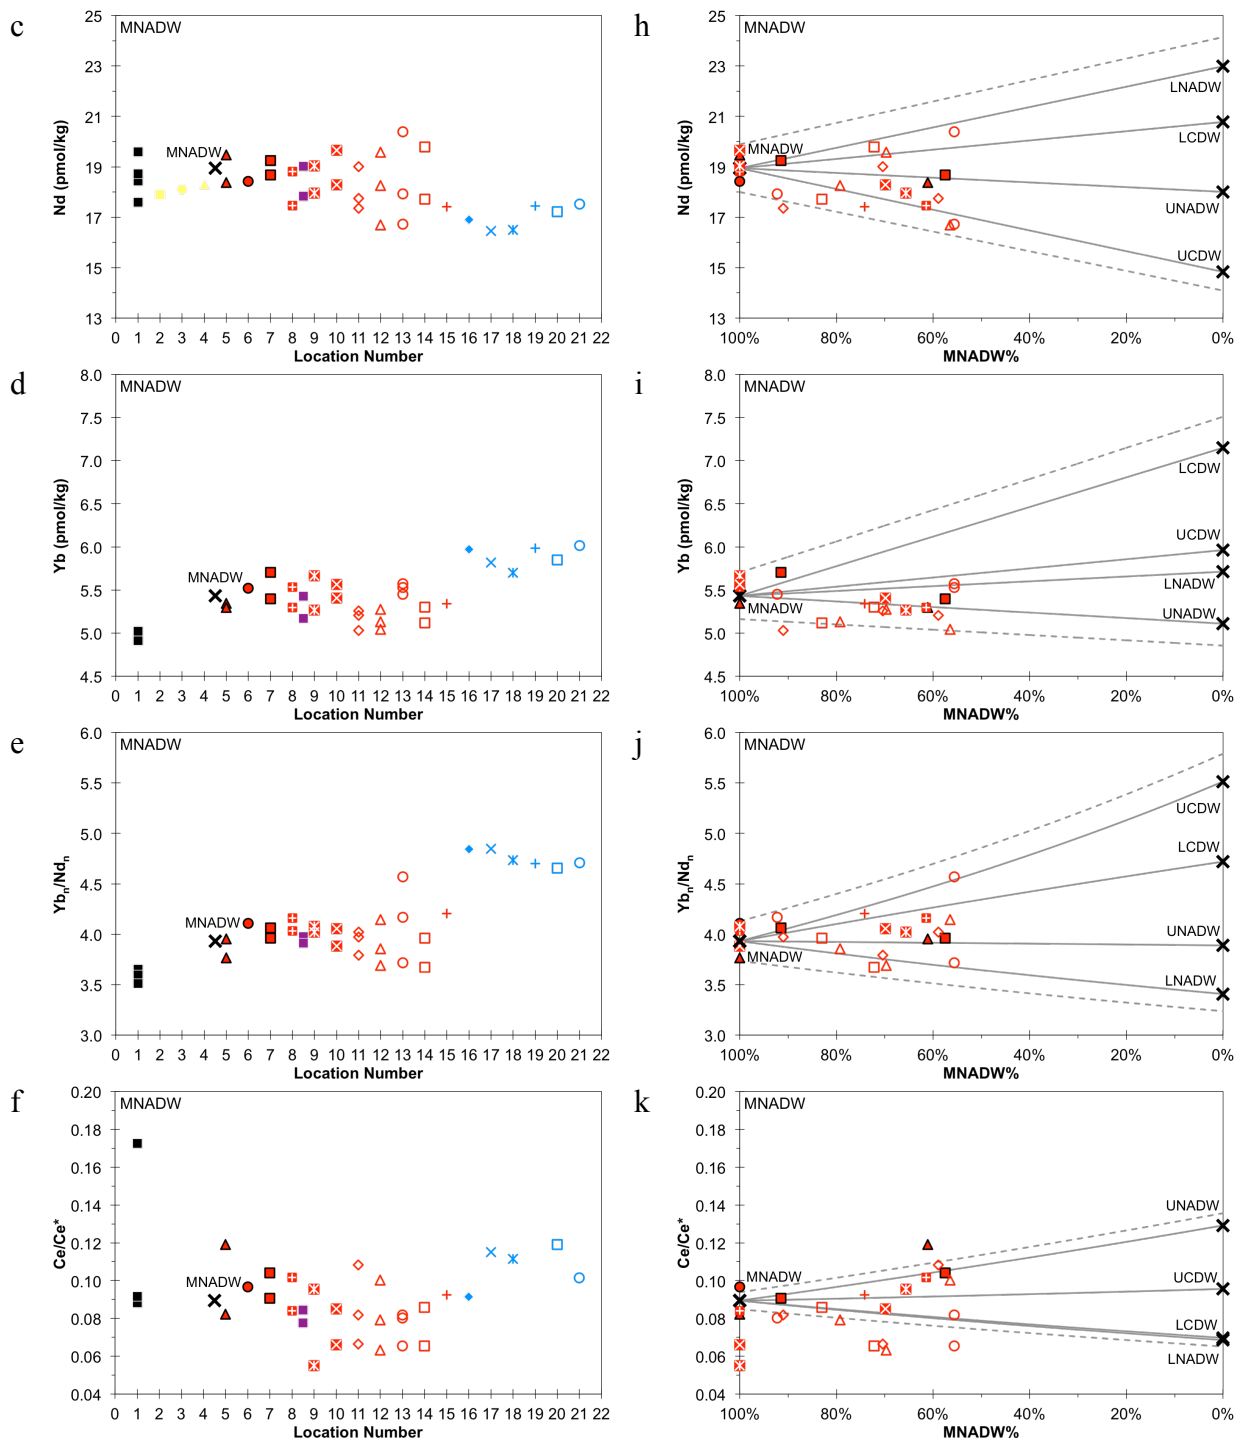 c
MNADW
Nd (pmol/kg)
25
23
21
19
17
15
13
MNADW
0 1 2 3 4 5 6 7 8 9 10 11 12 13 14 15 16 17 18 19 20 21 22
Location Number
h
MNADW
Nd (pmol/kg)
25
23
21
19
17
15
13
MNADW
LNADW
LCDW
UNADW
UCDW
100% 80% 60% 40% 20% 0%
MNADW%
d
MNADW
Yb (pmol/kg)
8.0
7.5
7.0
6.5
6.0
5.5
5.0
4.5
MNADW
0 1 2 3 4 5 6 7 8 9 10 11 12 13 14 15 16 17 18 19 20 21 22
Location Number
i
MNADW
Yb (pmol/kg)
8.0
7.5
7.0
6.5
6.0
5.5
5.0
4.5
MNADW
LCDW
UCDW
LNADW
UNADW
100% 80% 60% 40% 20% 0%
MNADW%
e
MNADW
Ybn/Ndn
6.0
5.5
5.0
4.5
4.0
3.5
3.0
MNADW
0 1 2 3 4 5 6 7 8 9 10 11 12 13 14 15 16 17 18 19 20 21 22
Location Number
j
MNADW
Ybn/Ndn
6.0
5.5
5.0
4.5
4.0
3.5
3.0
MNADW
UCDW
LCDW
UNADW
LNADW
100% 80% 60% 40% 20% 0%
MNADW%
f
MNADW
Ce/Ce*
0.20
0.18
0.16
0.14
0.12
0.10
0.08
0.06
0.04
MNADW
0 1 2 3 4 5 6 7 8 9 10 11 12 13 14 15 16 17 18 19 20 21 22
Location Number
k
MNADW
Ce/Ce*
0.20
0.18
0.16
0.14
0.12
0.10
0.08
0.06
0.04
MNADW
UNADW
UCDW
LCDW
LNADW
100% 80% 60% 40% 20% 0%
MNADW%